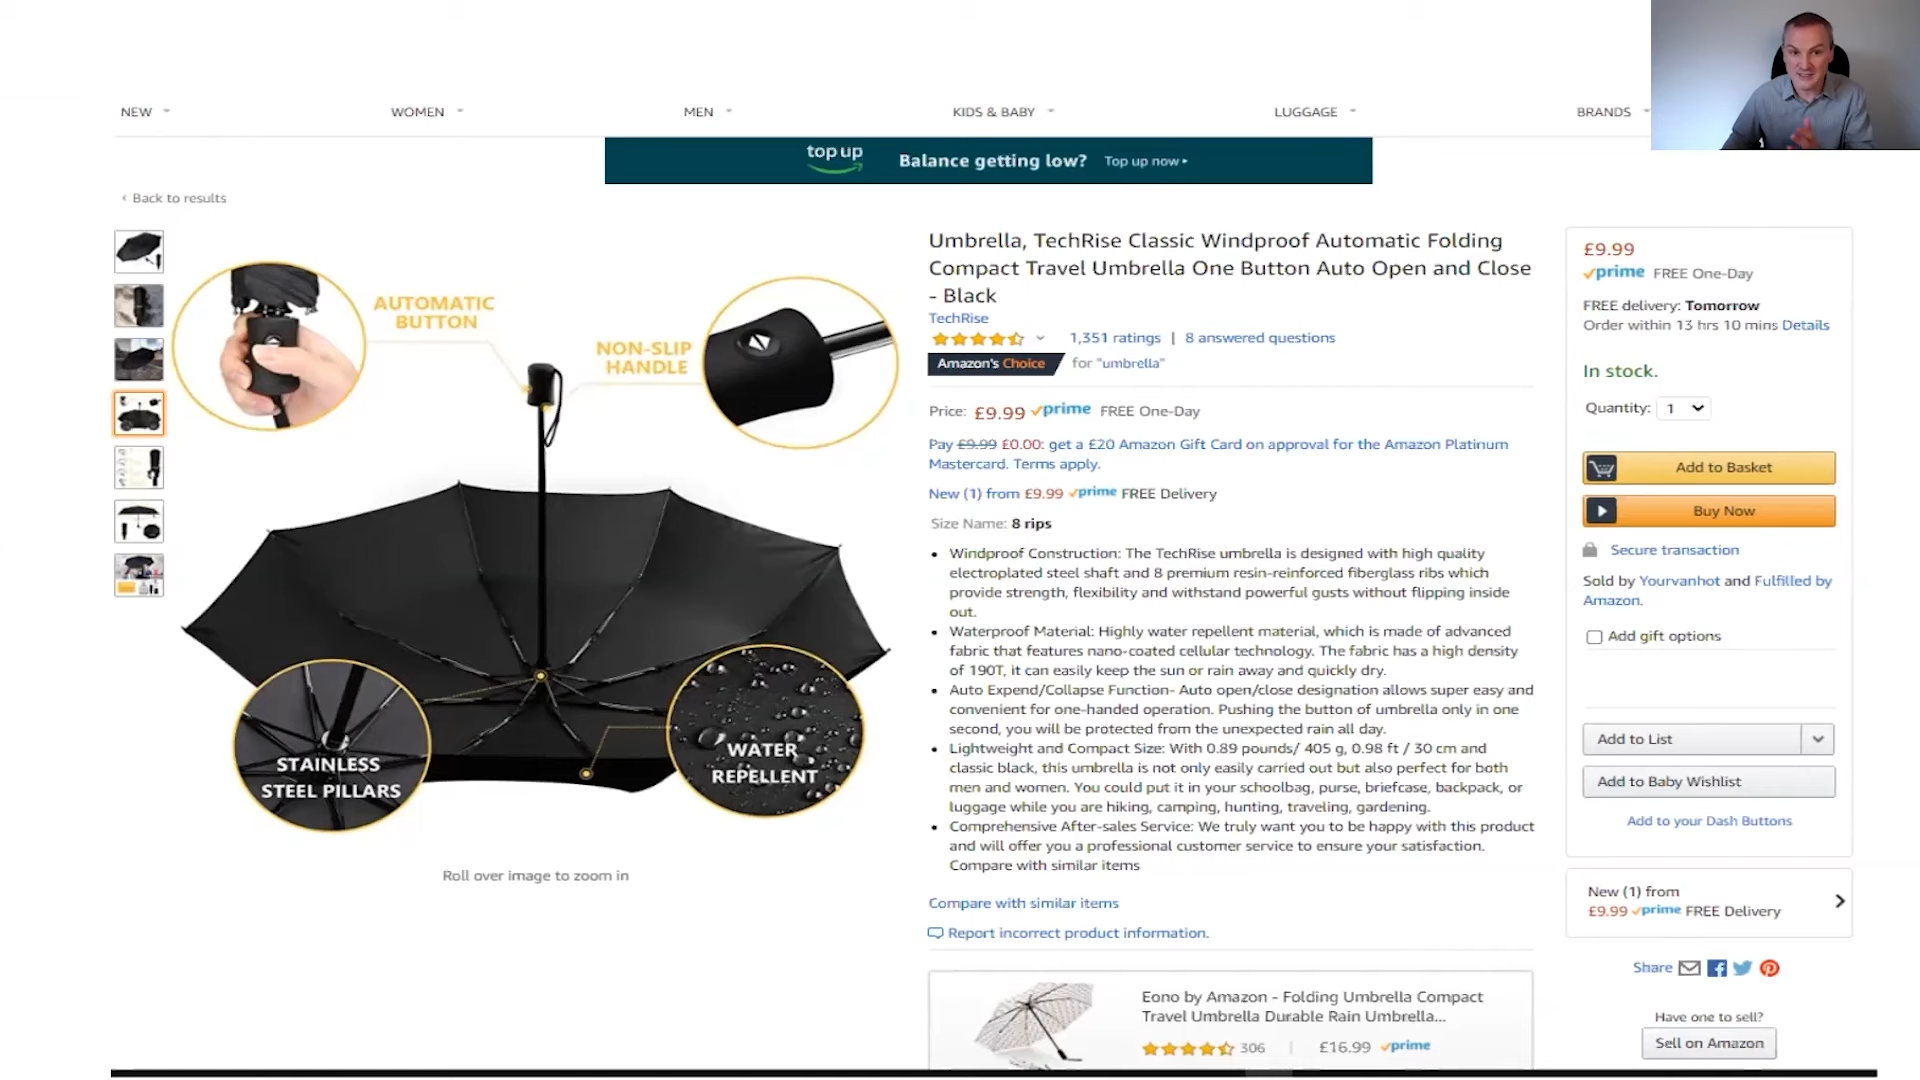 NEW
WOMEN
MEN
KIDS & BABY
LUGGAGE
BRANDS
top up
Balance getting low? Top up now
Back to results
AUTOMATIC
BUTTON
NON-SLIP
HANDLE
STAINLESS
STEEL PILLARS
WATER
REPELLENT
Roll over image to zoom in
Umbrella, TechRise Classic Windproof Automatic Folding
Compact Travel Umbrella One Button Auto Open and Close
- Black
TechRise
1,351 ratings | 8 answered questions
Amazon's Choice for "umbrella"
Price: £9.99 prime FREE One-Day
Pay £9.99 £0.00: get a £20 Amazon Gift Card on approval for the Amazon Platinum
Mastercard. Terms apply.
New (1) from £9.99 prime FREE Delivery
Size Name: 8 rips
• Windproof Construction: The TechRise umbrella is designed with high quality
electroplated steel shaft and 8 premium resin-reinforced fiberglass ribs which
provide strength, flexibility and withstand powerful gusts without flipping inside
out.
• Waterproof Material: Highly water repellent material, which is made of advanced
fabric that features nano-coated cellular technology. The fabric has a high density
of 190T, it can easily keep the sun or rain away and quickly dry.
• Auto Expend/Collapse Function- Auto open/close designation allows super easy and
convenient for one-handed operation. Pushing the button of umbrella only in one
second, you will be protected from the unexpected rain all day.
• Lightweight and Compact Size: With 0.89 pounds/ 405 g, 0.98 ft / 30 cm and
classic black, this umbrella is not only easily carried out but also perfect for both
men and women. You could put it in your schoolbag, purse, briefcase, backpack, or
luggage while you are hiking, camping, hunting, traveling, gardening.
• Comprehensive After-sales Service: We truly want you to be happy with this product
and will offer you a professional customer service to ensure your satisfaction.
Compare with similar items
Compare with similar items
Report incorrect product information.
Eono by Amazon - Folding Umbrella Compact
Travel Umbrella Durable Rain Umbrella...
306 | £16.99 prime
£9.99
prime FREE One-Day
FREE delivery: Tomorrow
Order within 13 hrs 10 mins Details
In stock.
Quantity: 1
Add to Basket
Buy Now
Secure transaction
Sold by Yourvanhot and Fulfilled by
Amazon.
Add gift options
Add to List
Add to Baby Wishlist
Add to your Dash Buttons
New (1) from
£9.99 prime FREE Delivery
Share
Have one to sell?
Sell on Amazon